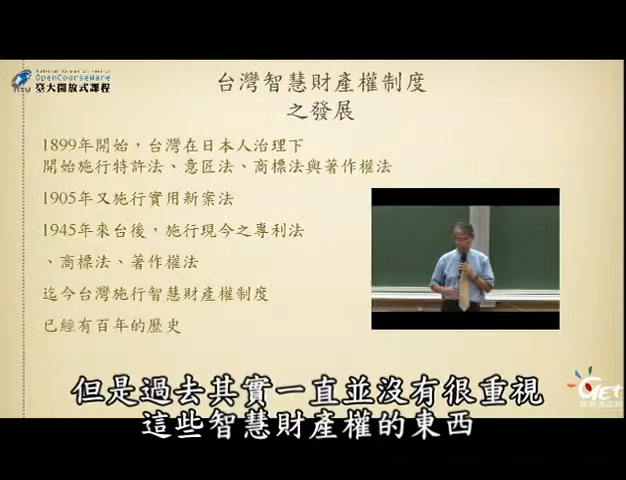 OpenCourseWare
臺大開放式課程
台灣智慧財產權制度
之發展
1899年開始，台灣在日本人治理下
開始施行特許法、意匠法、商標法與著作權法
1905年又施行實用新案法
1945年來台後，施行現今之專利法
、商標法、著作權法
迄今台灣施行智慧財產權制度
已經有百年的歷史
但是過去其實一直並沒有很重視
這些智慧財產權的東西